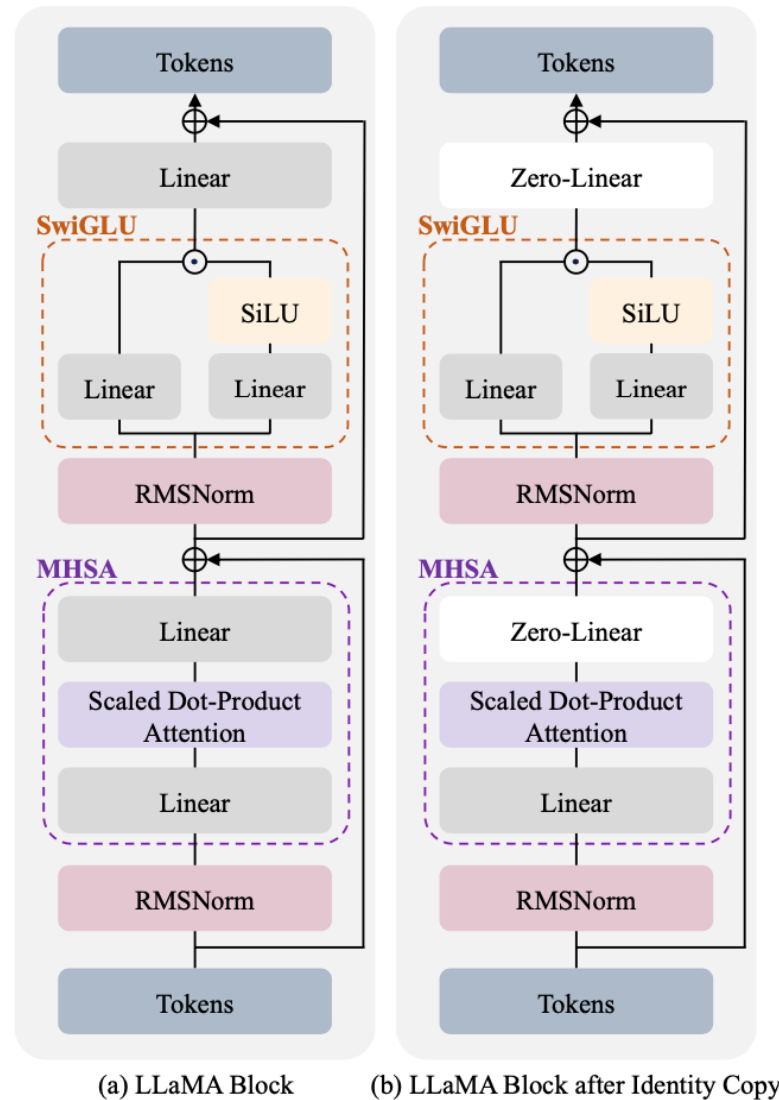 Tokens
Linear
SwiGLU
SiLU
Linear
Linear
RMSNorm
MHSA
Linear
Scaled Dot-Product
Attention
Linear
RMSNorm
Tokens
(a) LLaMA Block
Tokens
Zero-Linear
SwiGLU
SiLU
Linear
Linear
RMSNorm
MHSA
Zero-Linear
Scaled Dot-Product
Attention
Linear
RMSNorm
Tokens
(b) LLaMA Block after Identity Copy